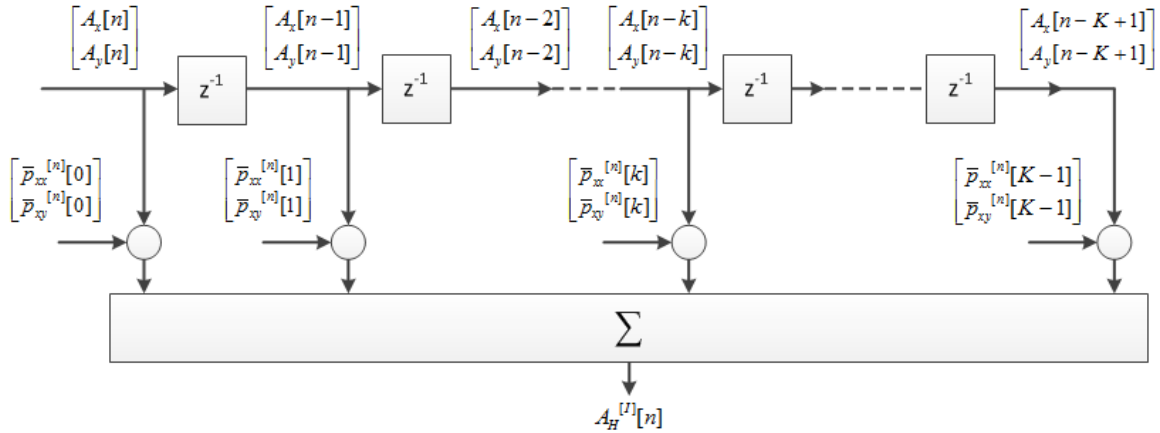 [A_x[n] A_x[n−1] A_x[n−2] A_x[n−k] A_x[n−K+1]
A_y[n]] A_y[n−1] A_y[n−2] A_y[n−k] A_y[n−K+1]
z⁻¹ z⁻¹ z⁻¹ z⁻¹
p̅_xx^[n][0] p̅_xx^[n][1] p̅_xx^[n][k] p̅_xx^[n][K−1]
p̅_xy^[n][0] p̅_xy^[n][1] p̅_xy^[n][k] p̅_xy^[n][K−1]
∑
A_H^[I][n]